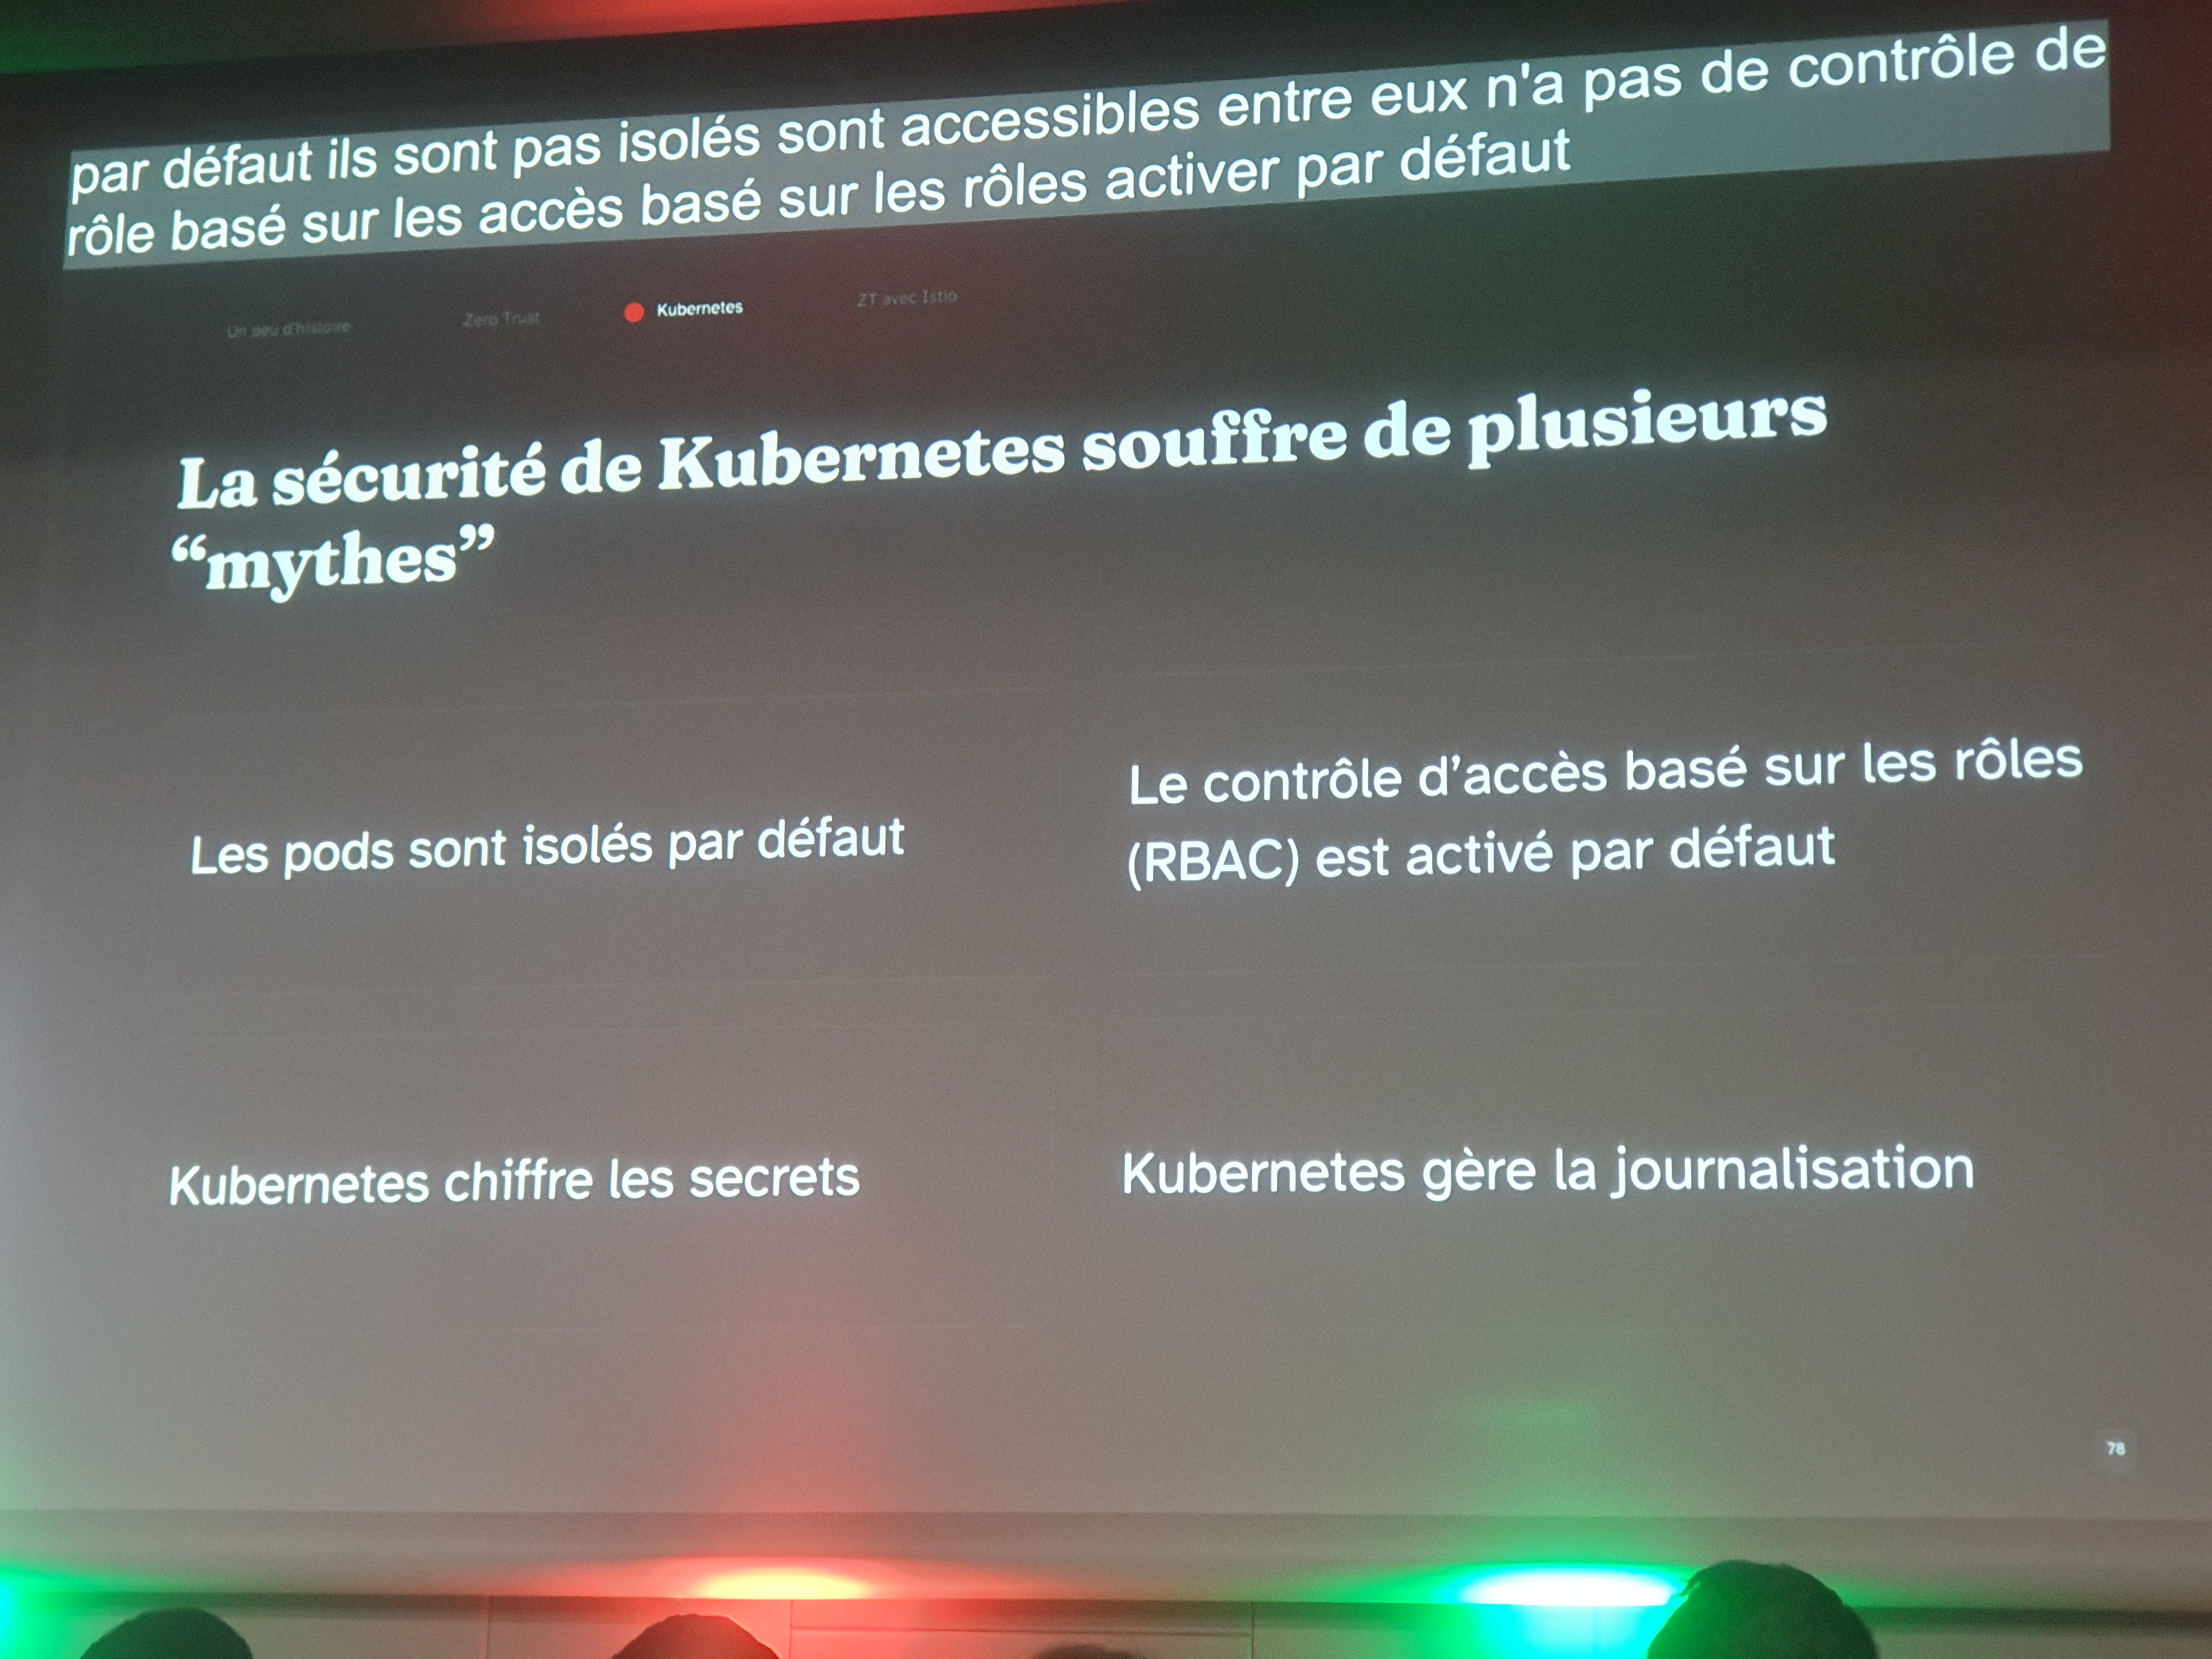 par défaut ils sont pas isolés sont accessibles entre eux n'a pas de contrôle de
rôle basé sur les accès basé sur les rôles activer par défaut
Un peu d'histoire
Zero Trust
Kubernetes
ZT avec Istio
La sécurité de Kubernetes souffre de plusieurs
“mythes”
Les pods sont isolés par défaut
Le contrôle d’accès basé sur les rôles
(RBAC) est activé par défaut
Kubernetes chiffre les secrets
Kubernetes gère la journalisation
78